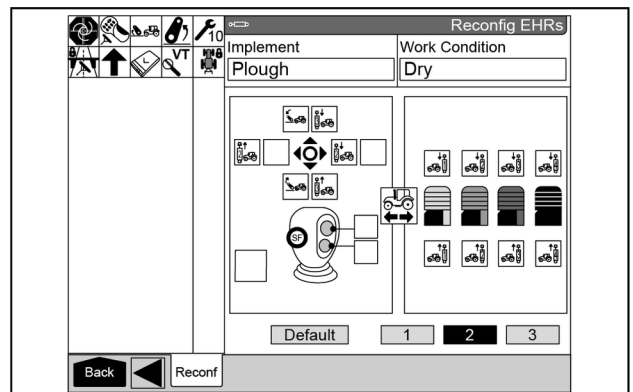 10
Reconfig EHRs
VT
Implement
Work Condition
Plough
Dry
SF
Default
1
2
3
Back
Reconf